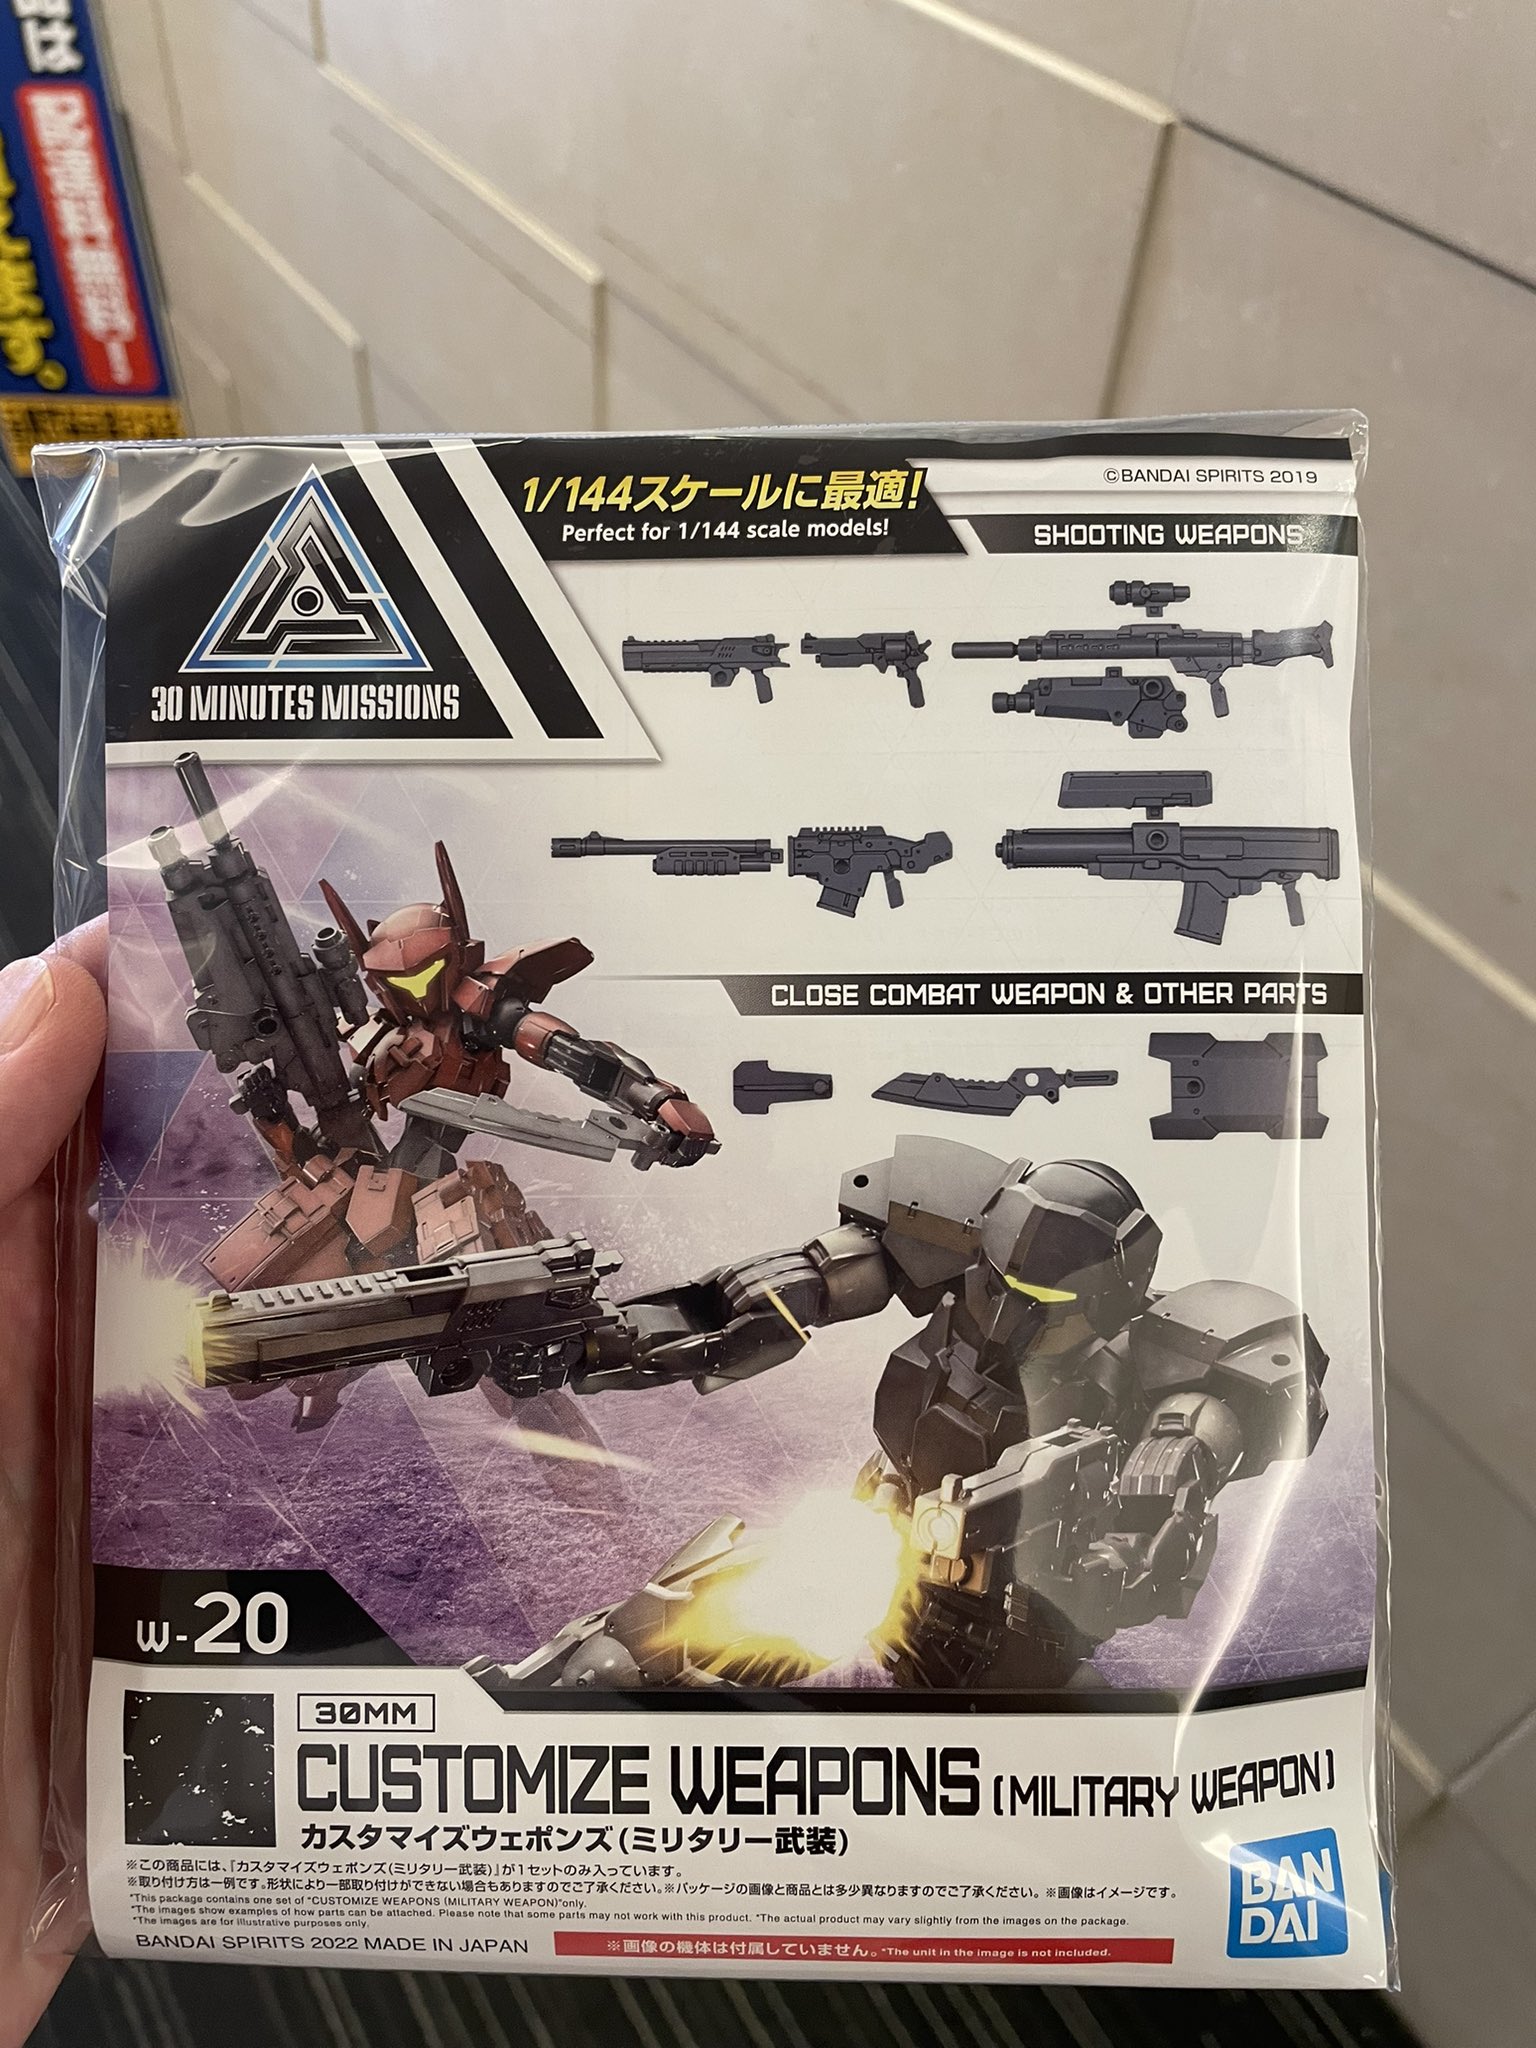 品は
ます。
1/144スケールに最適!
Perfect for 1/144 scale models!
©BANDAI SPIRITS 2019
SHOOTING WEAPONS
30 MINUTES MISSIONS
CLOSE COMBAT WEAPON & OTHER PARTS
W-20
30MM
CUSTOMIZE WEAPONS (MILITARY WEAPON)
カスタマイズウェポンズ(ミリタリー武装)
※この商品には、『カスタマイズウェポンズ(ミリタリー武装)』が1セットのみ入っています。
※取り付け方は一例です。形状により一部取り付けができない場合もありますのでご了承ください。※パッケージの画像と商品とは多少異なりますのでご了承ください。 ※画像はイメージです。
*This package contains one set of "CUSTOMIZE WEAPONS (MILITARY WEAPON)"only.
*The images show examples of how parts can be attached. Please note that some parts may not work with this product. *The actual product may vary slightly from the images on the package.
*The images are for illustrative purposes only.
BANDAI SPIRITS 2022 MADE IN JAPAN
※画像の機体は付属していません。*The unit in the image is not included.
BAN
DAI